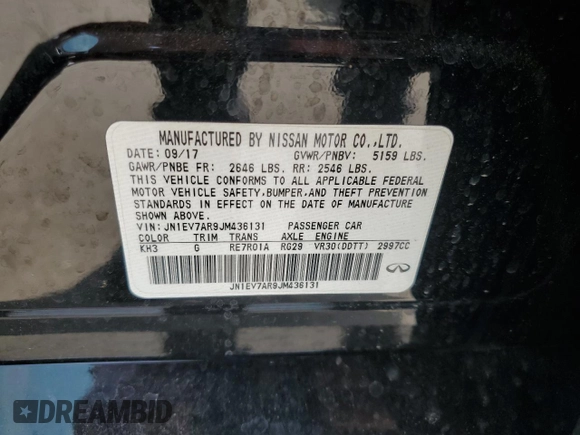 MANUFACTURED BY NISSAN MOTOR CO.,LTD.
DATE: 09/17 GVWR/PNBV: 5159 LBS.
GAWR/PNBE FR: 2646 LBS. RR: 2546 LBS.
THIS VEHICLE CONFORMS TO ALL APPLICABLE FEDERAL
MOTOR VEHICLE SAFETY,BUMPER,AND THEFT PREVENTION
STANDARDS IN EFFECT ON THE DATE OF MANUFACTURE
SHOWN ABOVE.
VIN: JN1EV7AR9JM436131 PASSENGER CAR
COLOR TRIM TRANS AXLE ENGINE
KH3 G RE7R01A RG29 VR30(DDTT) 2997CC
JN1EV7AR9JM436131
DREAMBID